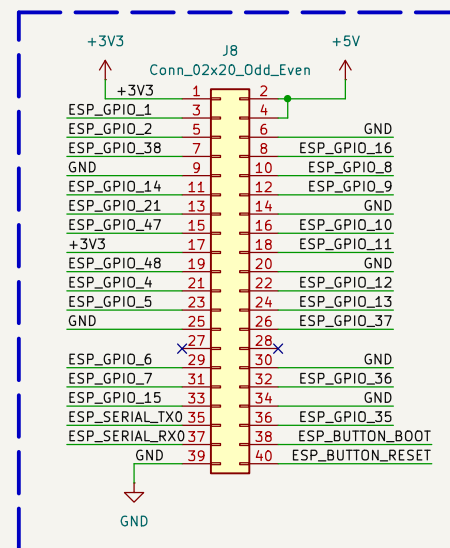 +3V3 +5V
J8
Conn_02x20_Odd_Even
+3V3 1 2
ESP_GPIO_1 3 4
ESP_GPIO_2 5 6 GND
ESP_GPIO_38 7 8 ESP_GPIO_16
GND 9 10 ESP_GPIO_8
ESP_GPIO_14 11 12 ESP_GPIO_9
ESP_GPIO_21 13 14 GND
ESP_GPIO_47 15 16 ESP_GPIO_10
+3V3 17 18 ESP_GPIO_11
ESP_GPIO_48 19 20 GND
ESP_GPIO_4 21 22 ESP_GPIO_12
ESP_GPIO_5 23 24 ESP_GPIO_13
GND 25 26 ESP_GPIO_37
27 28
ESP_GPIO_6 29 30 GND
ESP_GPIO_7 31 32 ESP_GPIO_36
ESP_GPIO_15 33 34 GND
ESP_SERIAL_TX0 35 36 ESP_GPIO_35
ESP_SERIAL_RX0 37 38 ESP_BUTTON_BOOT
GND 39 40 ESP_BUTTON_RESET
GND